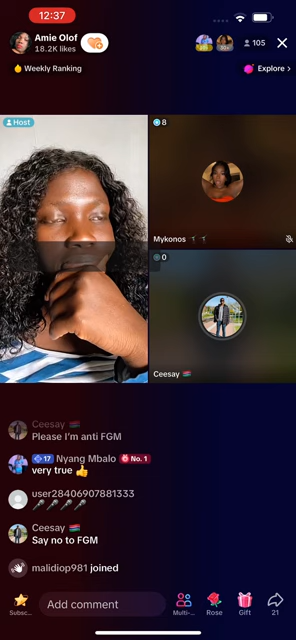 12:37
Amie Olof
18.2K likes
105
Weekly Ranking
Explore >
Host
8
Mykonos
0
Ceesay
Ceesay
Please I'm anti FGM
17 Nyang Mbalo No. 1
very true
user28406907881333
Ceesay
Say no to FGM
malidiop981 joined
Subsc...
Add comment
Multi-...
Rose
Gift
21